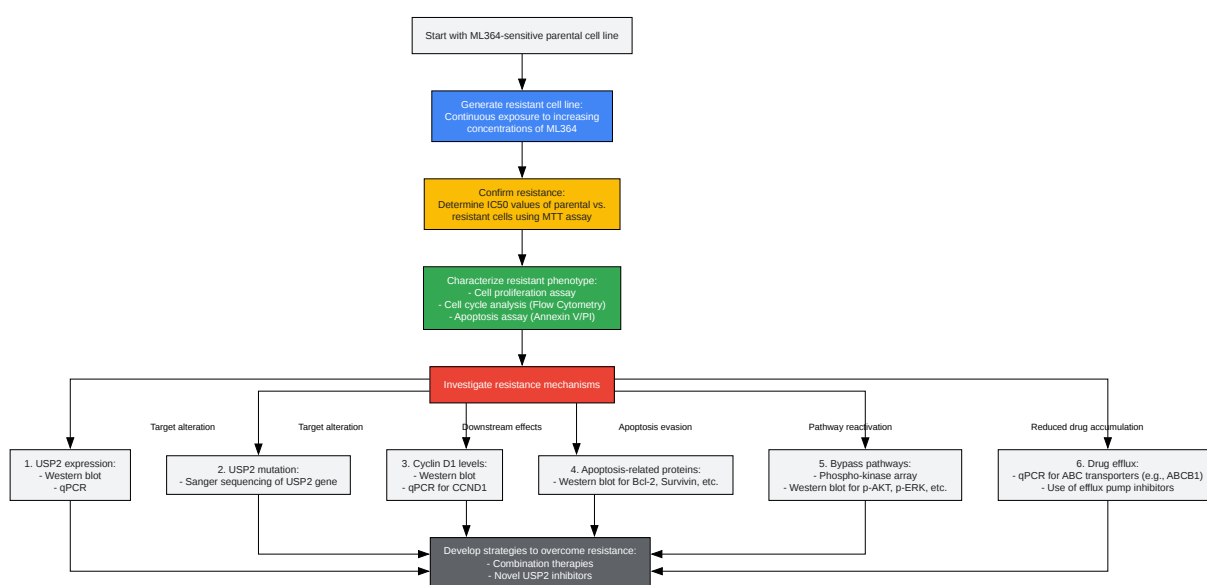 Start with ML364-sensitive parental cell line
Generate resistant cell line:
Continuous exposure to increasing
concentrations of ML364
Confirm resistance:
Determine IC50 values of parental vs.
resistant cells using MTT assay
Characterize resistant phenotype:
- Cell proliferation assay
- Cell cycle analysis (Flow Cytometry)
- Apoptosis assay (Annexin V/PI)
Investigate resistance mechanisms
Target alteration
Target alteration
Downstream effects
Apoptosis evasion
Pathway reactivation
Reduced drug accumulation
1. USP2 expression:
- Western blot
- qPCR
2. USP2 mutation:
- Sanger sequencing of USP2 gene
3. Cyclin D1 levels:
- Western blot
- qPCR for CCND1
4. Apoptosis-related proteins:
- Western blot for Bcl-2, Survivin, etc.
5. Bypass pathways:
- Phospho-kinase array
- Western blot for p-AKT, p-ERK, etc.
6. Drug efflux:
- qPCR for ABC transporters (e.g., ABCB1)
- Use of efflux pump inhibitors
Develop strategies to overcome resistance:
- Combination therapies
- Novel USP2 inhibitors